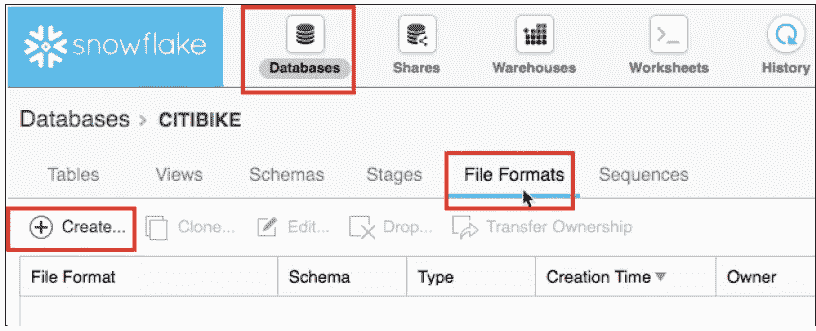 snowflake
Databases Shares Warehouses Worksheets History
Databases > CITIBIKE
Tables Views Schemas Stages File Formats Sequences
Create... Clone... Edit... Drop... Transfer Ownership
File Format Schema Type Creation Time Owner